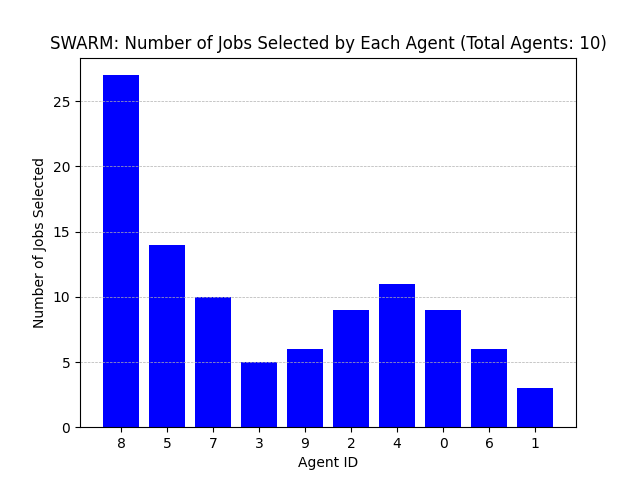 SWARM: Number of Jobs Selected by Each Agent (Total Agents: 10)
Number of Jobs Selected
25
20
15
10
5
0
8 5 7 3 9 2 4 0 6 1
Agent ID